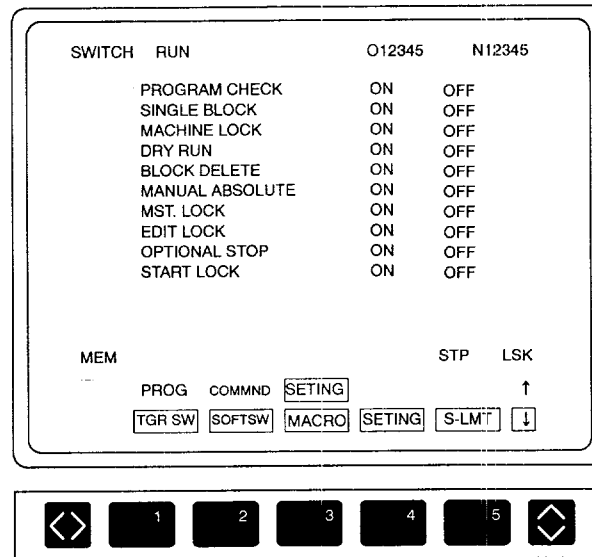 SWITCH RUN O12345 N12345
PROGRAM CHECK ON OFF
SINGLE BLOCK ON OFF
MACHINE LOCK ON OFF
DRY RUN ON OFF
BLOCK DELETE ON OFF
MANUAL ABSOLUTE ON OFF
MST. LOCK ON OFF
EDIT LOCK ON OFF
OPTIONAL STOP ON OFF
START LOCK ON OFF
MEM STP LSK
PROG COMMND SETING ↑
TGR SW SOFTSW MACRO SETING S-LMT ↓
1 2 3 4 5